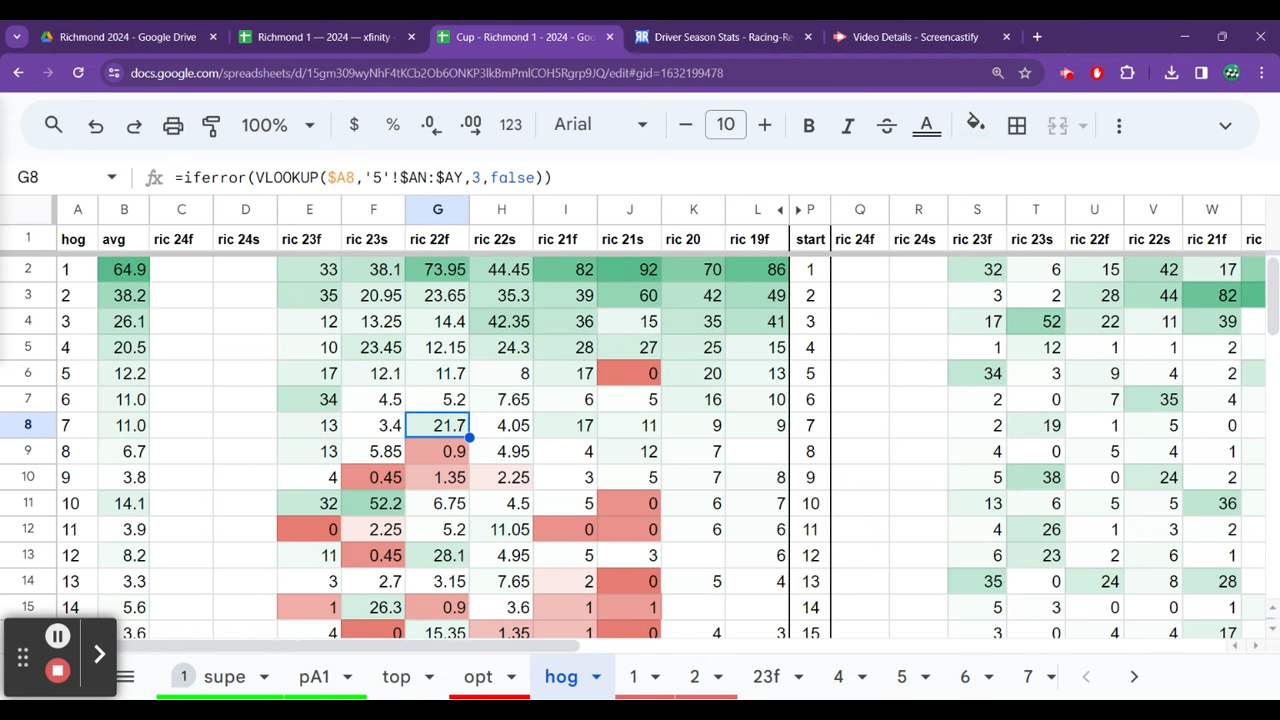 Richmond 2024 - Google Drive × Richmond 1 — 2024 — xfinity × Cup - Richmond 1 - 2024 - Goo × Driver Season Stats - Racing-Re × Video Details - Screencastify × +
docs.google.com/spreadsheets/d/15gm309wyNhF4tKCb2Ob6ONKP3lkBmPmlCOH5Rgrp9JQ/edit#gid=1632199478
100% $ % .0 .00 123 Arial 10 B I S A
G8 fx =iferror(VLOOKUP($A8,'5'!$AN:$AY,3,false))
A B C D E F G H I J K L P Q R S T U V W
1 hog avg ric 24f ric 24s ric 23f ric 23s ric 22f ric 22s ric 21f ric 21s ric 20 ric 19f start ric 24f ric 24s ric 23f ric 23s ric 22f ric 22s ric 21f ric
2 1 64.9 33 38.1 73.95 44.45 82 92 70 86 1 32 6 15 42 17
3 2 38.2 35 20.95 23.65 35.3 39 60 42 49 2 3 2 28 44 82
4 3 26.1 12 13.25 14.4 42.35 36 15 35 41 3 17 52 22 11 39
5 4 20.5 10 23.45 12.15 24.3 28 27 25 15 4 1 12 1 1 2
6 5 12.2 17 12.1 11.7 8 17 0 20 13 5 34 3 9 4 2
7 6 11.0 34 4.5 5.2 7.65 6 5 16 10 6 2 0 7 35 4
8 7 11.0 13 3.4 21.7 4.05 17 11 9 9 7 2 19 1 5 0
9 8 6.7 13 5.85 0.9 4.95 4 12 7 8 4 0 5 4 1
10 9 3.8 4 0.45 1.35 2.25 3 5 7 8 9 5 38 0 24 2
11 10 14.1 32 52.2 6.75 4.5 5 0 6 7 10 13 6 5 5 36
12 11 3.9 0 2.25 5.2 11.05 0 0 6 6 11 4 26 1 3 2
13 12 8.2 11 0.45 28.1 4.95 5 3 6 12 6 23 2 6 1
14 13 3.3 3 2.7 3.15 7.65 2 0 5 4 13 35 0 24 8 28
15 14 5.6 1 26.3 0.9 3.6 1 1 14 5 3 0 0 1
3.6 4 0 15.35 1.35 1 0 4 3 15 3 0 4 4 17
1 supe pA1 top opt hog 1 2 23f 4 5 6 7